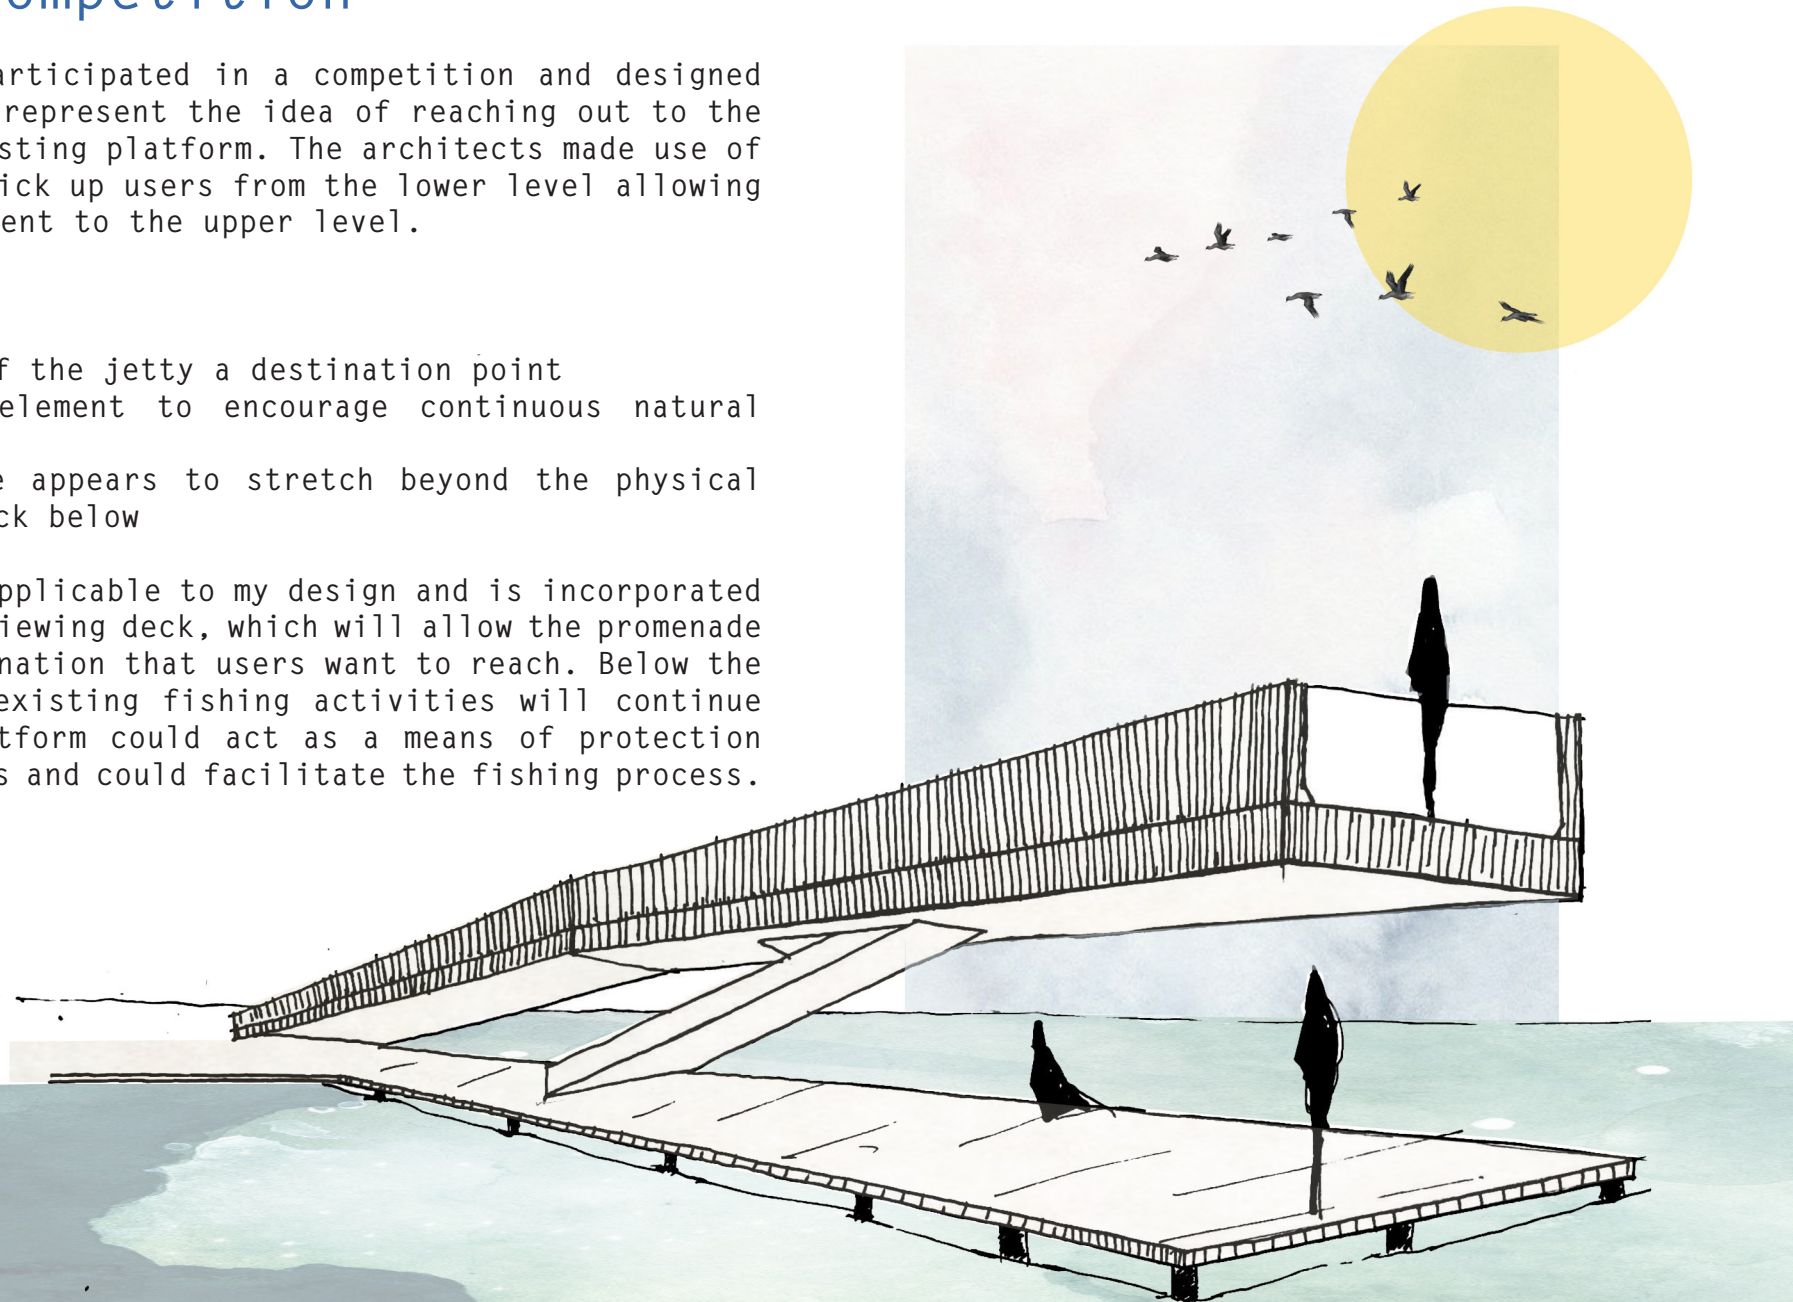 ompetition
articipated in a competition and designed
represent the idea of reaching out to the
sting platform. The architects made use of
ick up users from the lower level allowing
ent to the upper level.
f the jetty a destination point
element to encourage continuous natural
e appears to stretch beyond the physical
ck below
pplicable to my design and is incorporated
iewing deck, which will allow the promenade
nation that users want to reach. Below the
existing fishing activities will continue
tform could act as a means of protection
s and could facilitate the fishing process.